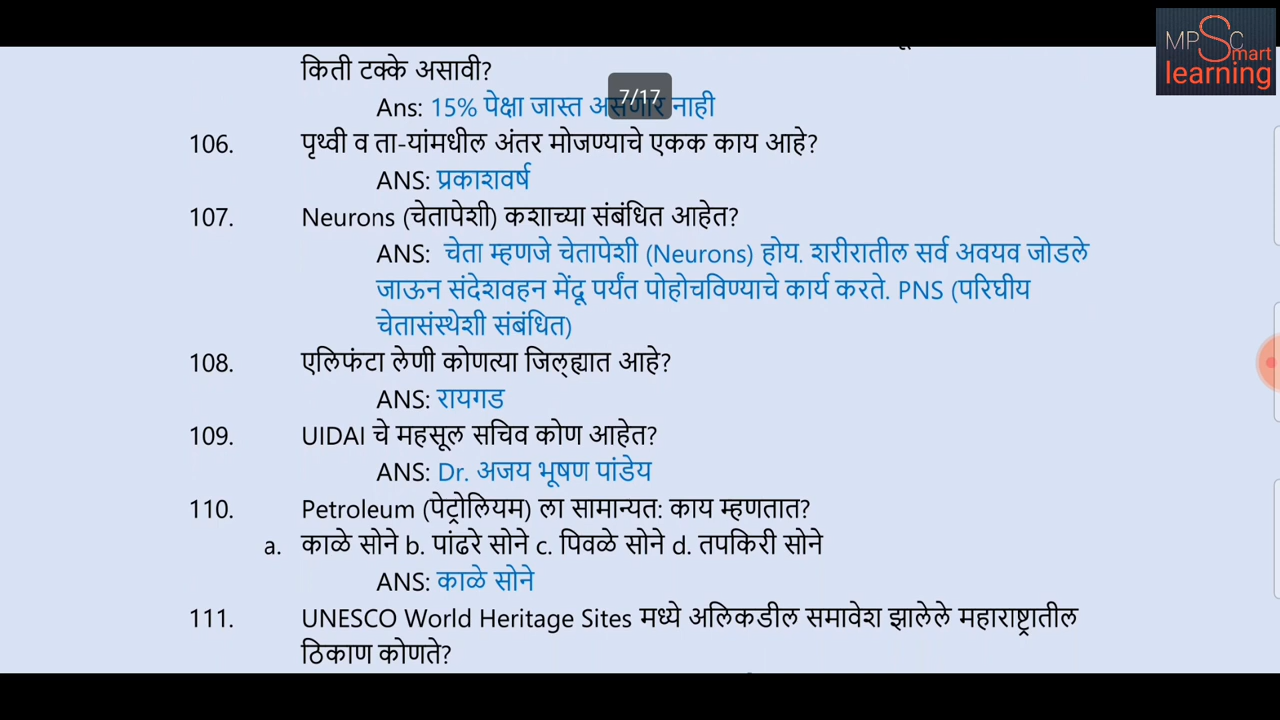 MPSC
Smart
learning
किती टक्के असावी?
7/17
Ans: 15% पेक्षा जास्त असणार नाही
106. पृथ्वी व ता-यांमधील अंतर मोजण्याचे एकक काय आहे?
ANS: प्रकाशवर्ष
107. Neurons (चेतापेशी) कशाच्या संबंधित आहेत?
ANS: चेता म्हणजे चेतापेशी (Neurons) होय. शरीरातील सर्व अवयव जोडले
जाऊन संदेशवहन मेंदू पर्यंत पोहोचविण्याचे कार्य करते. PNS (परिघीय
चेतासंस्थेशी संबंधित)
108. एलिफंटा लेणी कोणत्या जिल्ह्यात आहे?
ANS: रायगड
109. UIDAI चे महसूल सचिव कोण आहेत?
ANS: Dr. अजय भूषण पांडेय
110. Petroleum (पेट्रोलियम) ला सामान्यत: काय म्हणतात?
a. काळे सोने b. पांढरे सोने c. पिवळे सोने d. तपकिरी सोने
ANS: काळे सोने
111. UNESCO World Heritage Sites मध्ये अलिकडील समावेश झालेले महाराष्ट्रातील
ठिकाण कोणते?